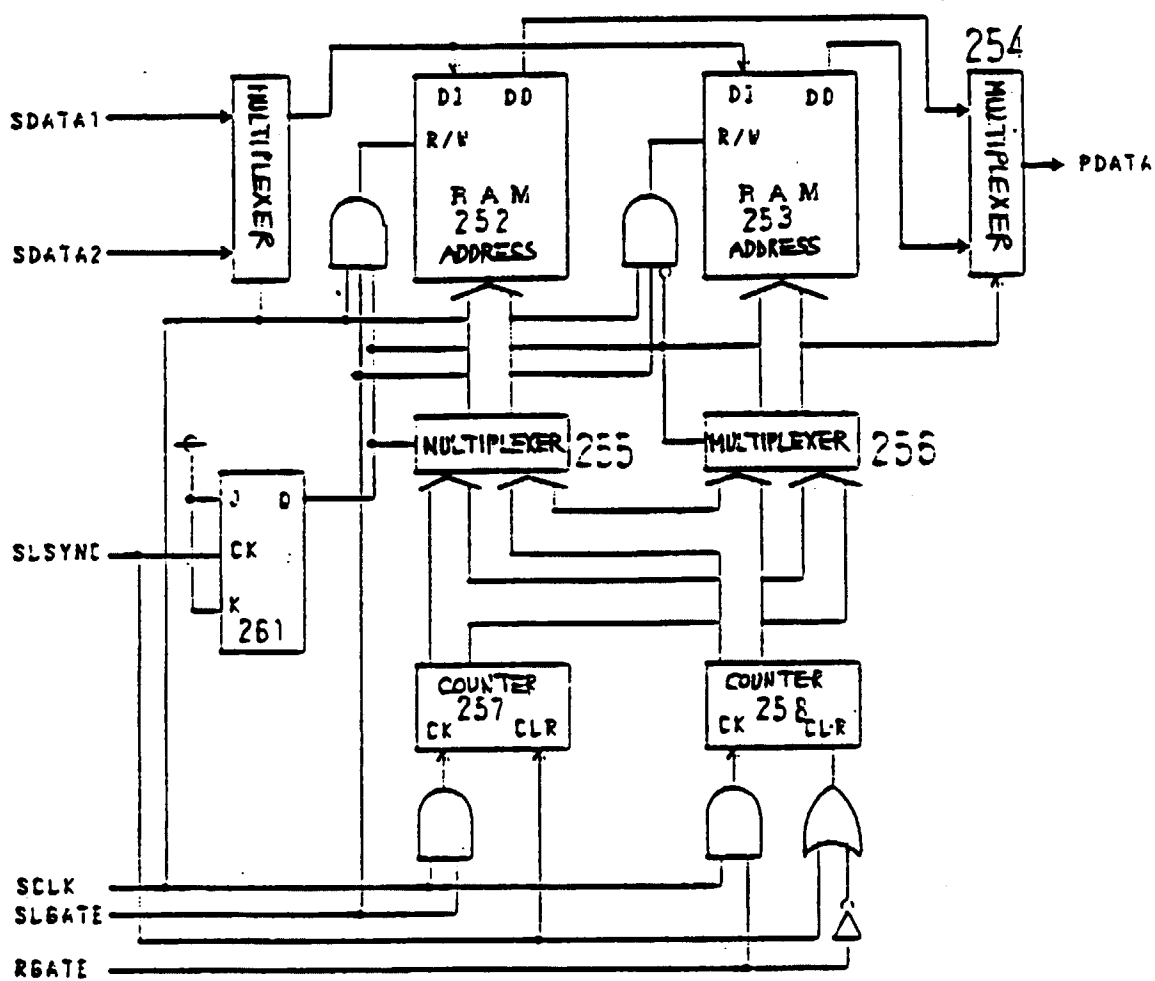 254
SDATA1
MULTIPLEXER
DI DO
R/W
RAM
252
ADDRESS
DI DO
R/W
RAM
253
ADDRESS
MULTIPLEXER
PDATA
SDATA2
MULTIPLEXER 255
MULTIPLEXER 256
J Q
SLSYNC
CK
K
261
COUNTER
257
CK CLR
COUNTER
258
CK CLR
SCLK
SLGATE
RGATE